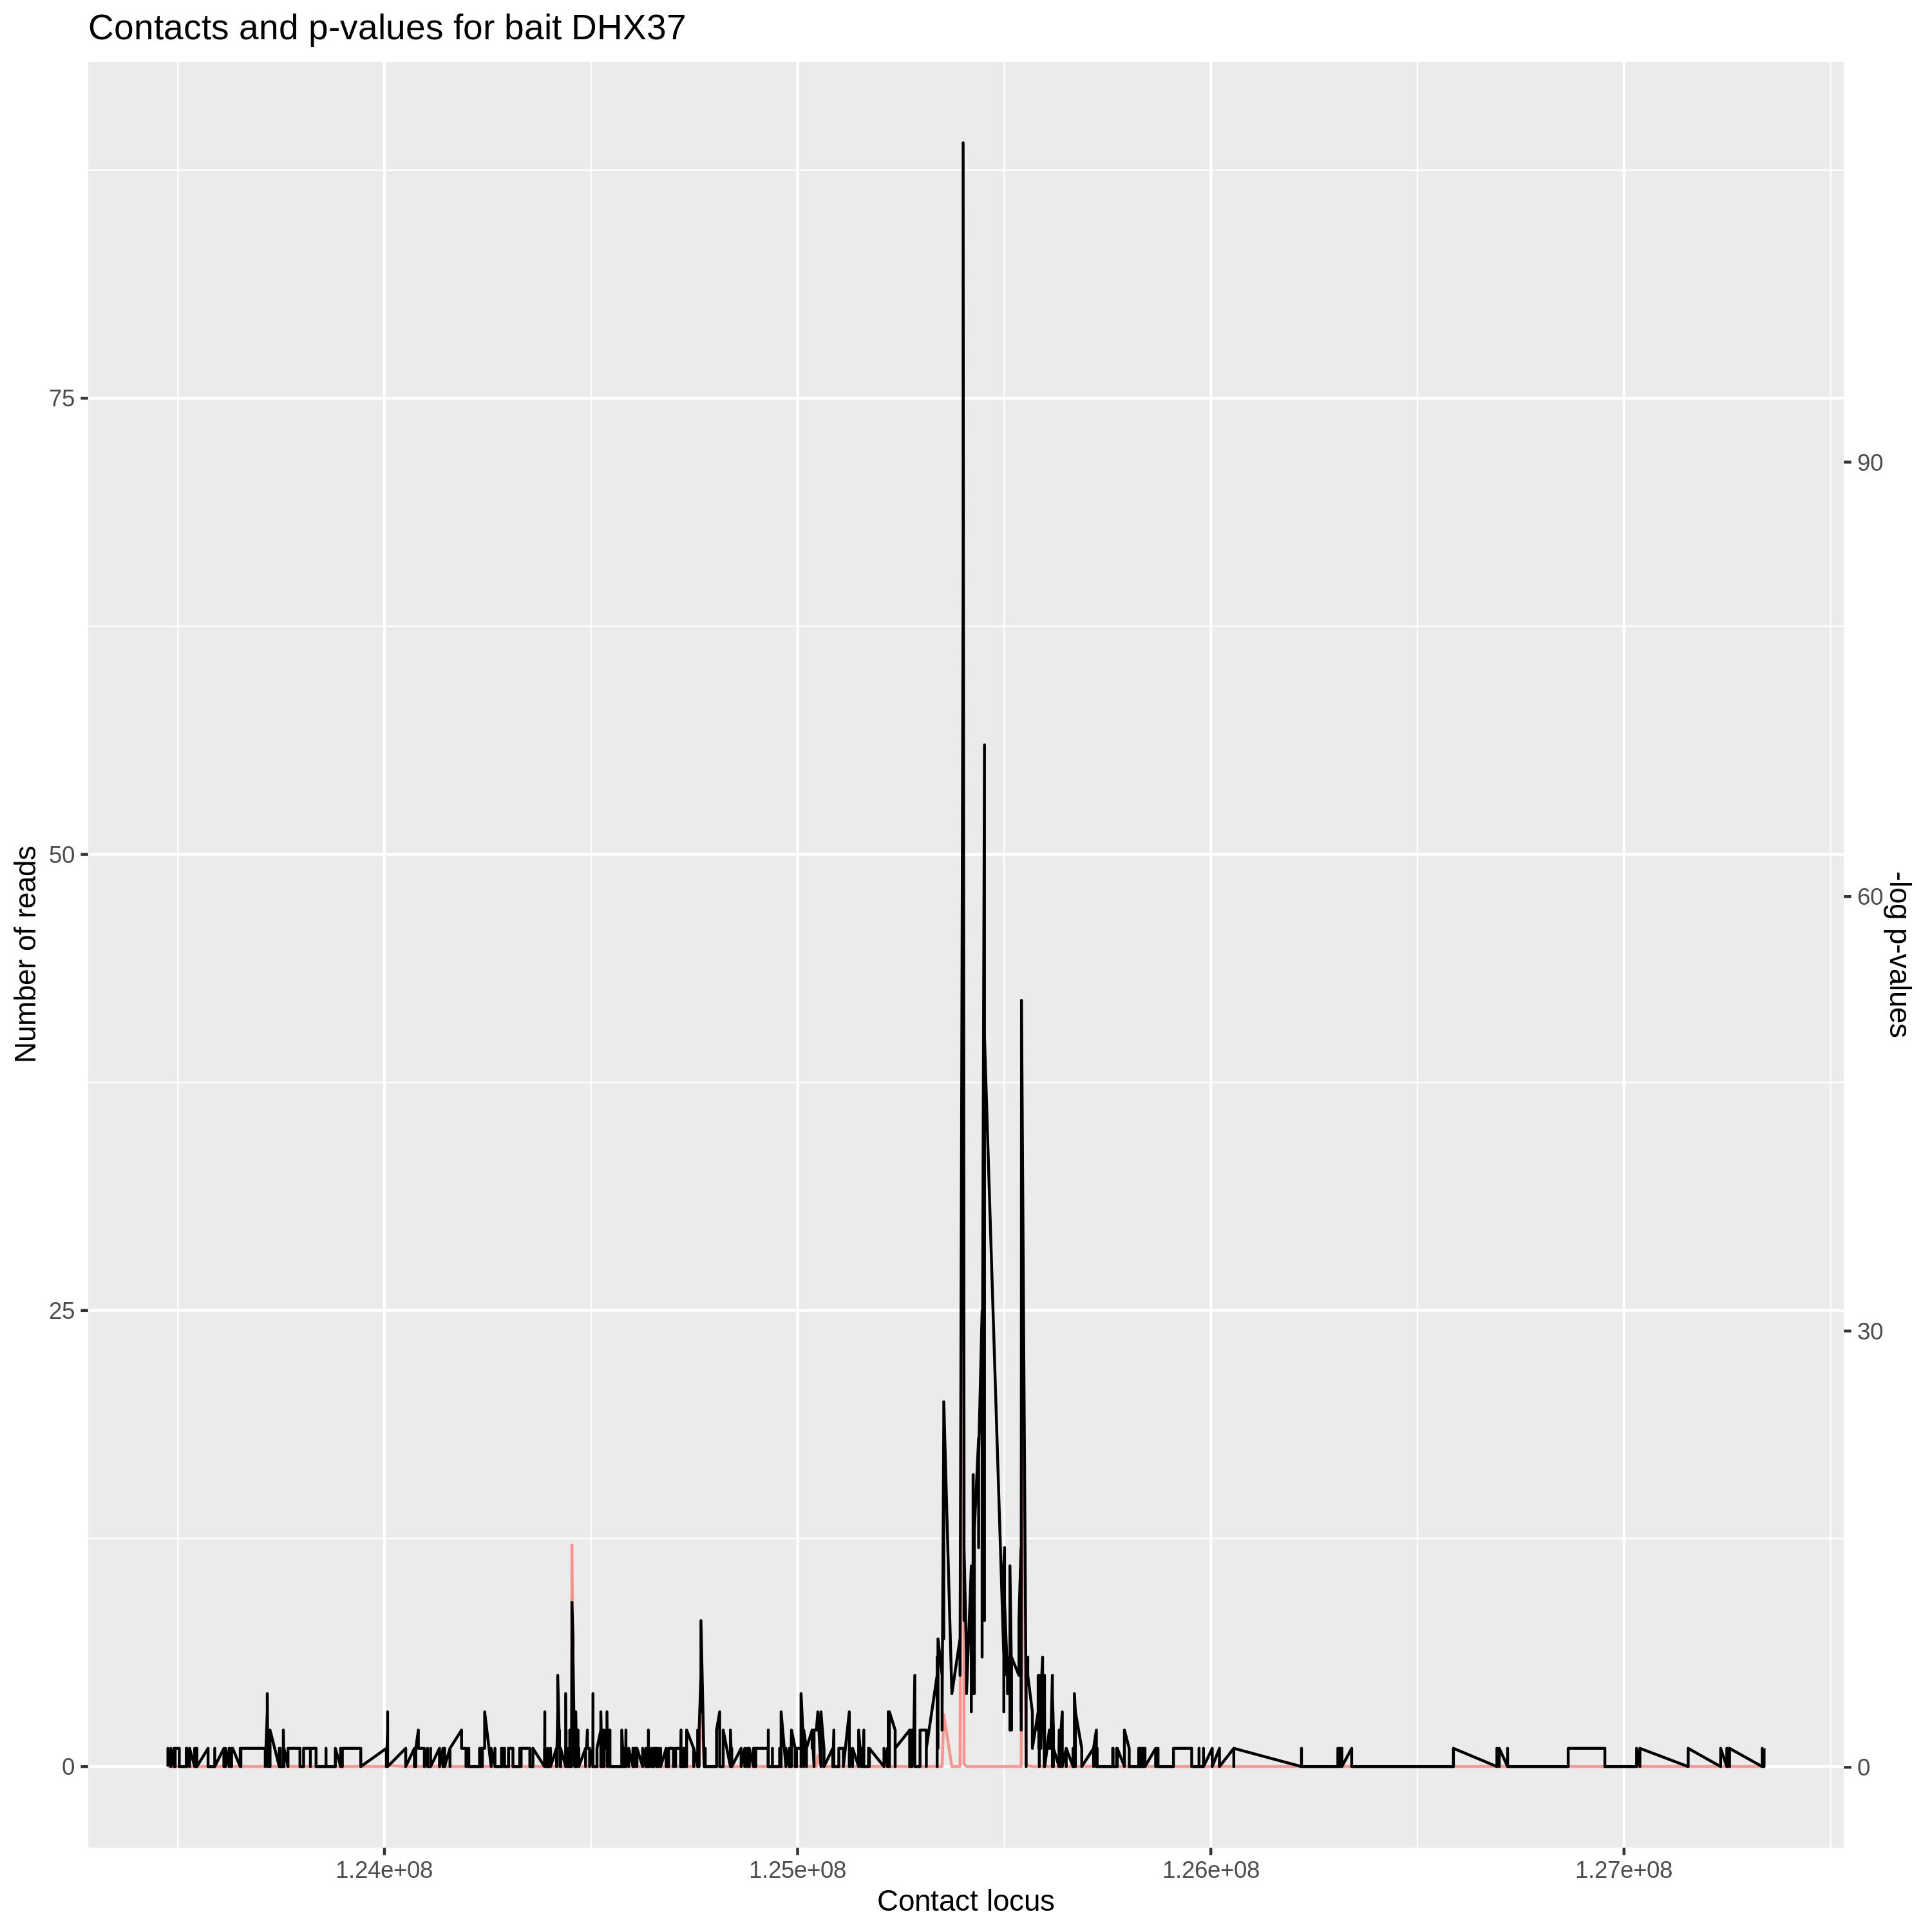 Contacts and p-values for bait DHX37
75
50
25
0
90
60
30
0
Number of reads
-log p-values
1.24e+08 1.25e+08 1.26e+08 1.27e+08
Contact locus